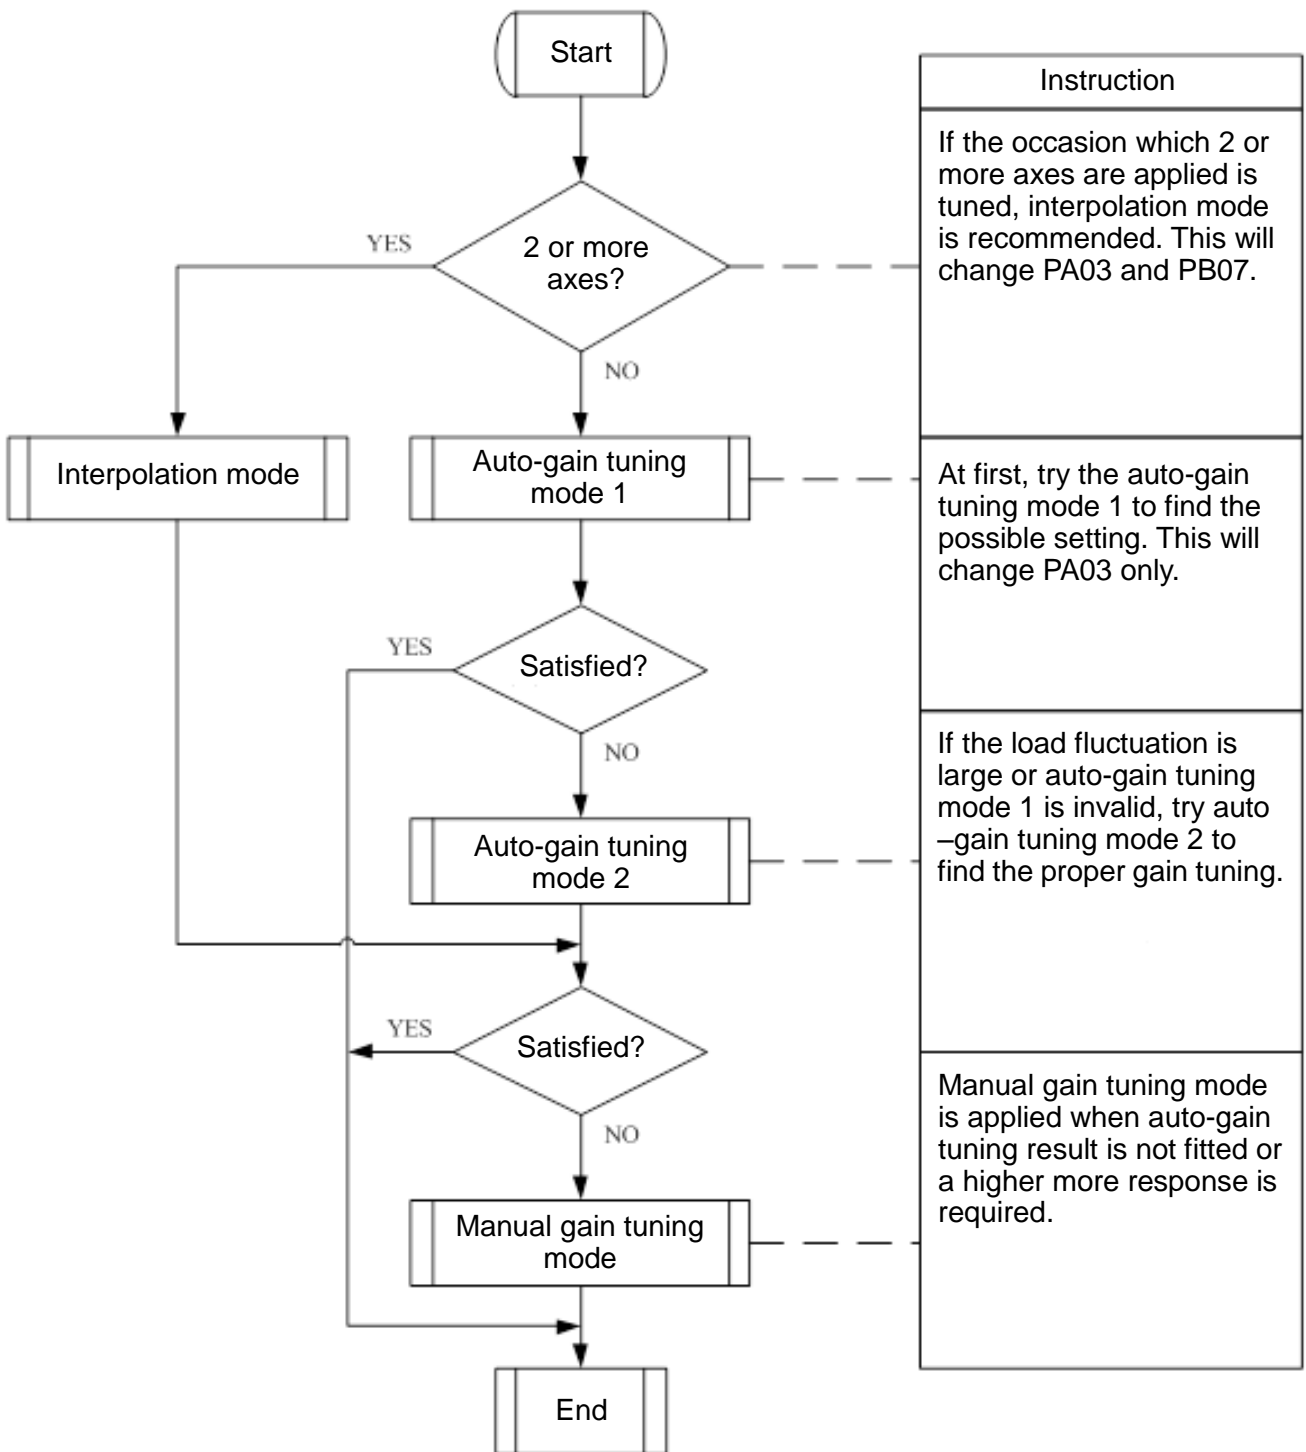 Start
2 or more
axes?
YES
NO
Interpolation mode
Auto-gain tuning
mode 1
YES
Satisfied?
NO
Auto-gain tuning
mode 2
YES
Satisfied?
NO
Manual gain tuning
mode
End
Instruction
If the occasion which 2 or
more axes are applied is
tuned, interpolation mode
is recommended. This will
change PA03 and PB07.
At first, try the auto-gain
tuning mode 1 to find the
possible setting. This will
change PA03 only.
If the load fluctuation is
large or auto-gain tuning
mode 1 is invalid, try auto
–gain tuning mode 2 to
find the proper gain tuning.
Manual gain tuning mode
is applied when auto-gain
tuning result is not fitted or
a higher more response is
required.